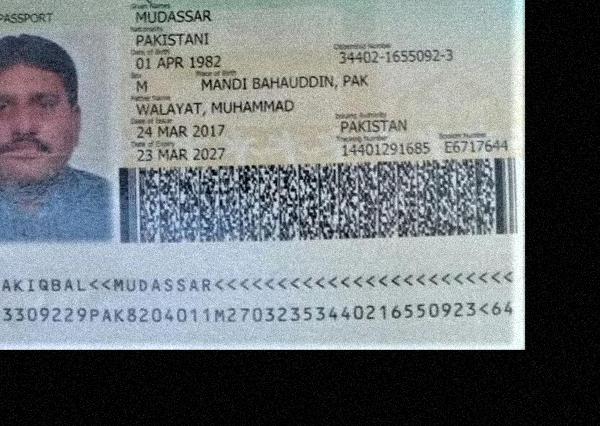 PASSPORT
Given Names
MUDASSAR
Nationality
PAKISTANI
Date of Birth Citizenship Number
01 APR 1982 34402-1655092-3
Sex Place of Birth
M MANDI BAHAUDDIN, PAK
Father Name
WALAYAT, MUHAMMAD
Date of Issue Issuing Authority
24 MAR 2017 PAKISTAN
Date of Expiry Tracking Number Booklet Number
23 MAR 2027 14401291685 E6717644
AKIQBAL<<MUDASSAR<<<<<<<<<<<<<<<<<<<<<<<<<
3309229PAK8204011M27032353440216550923<64